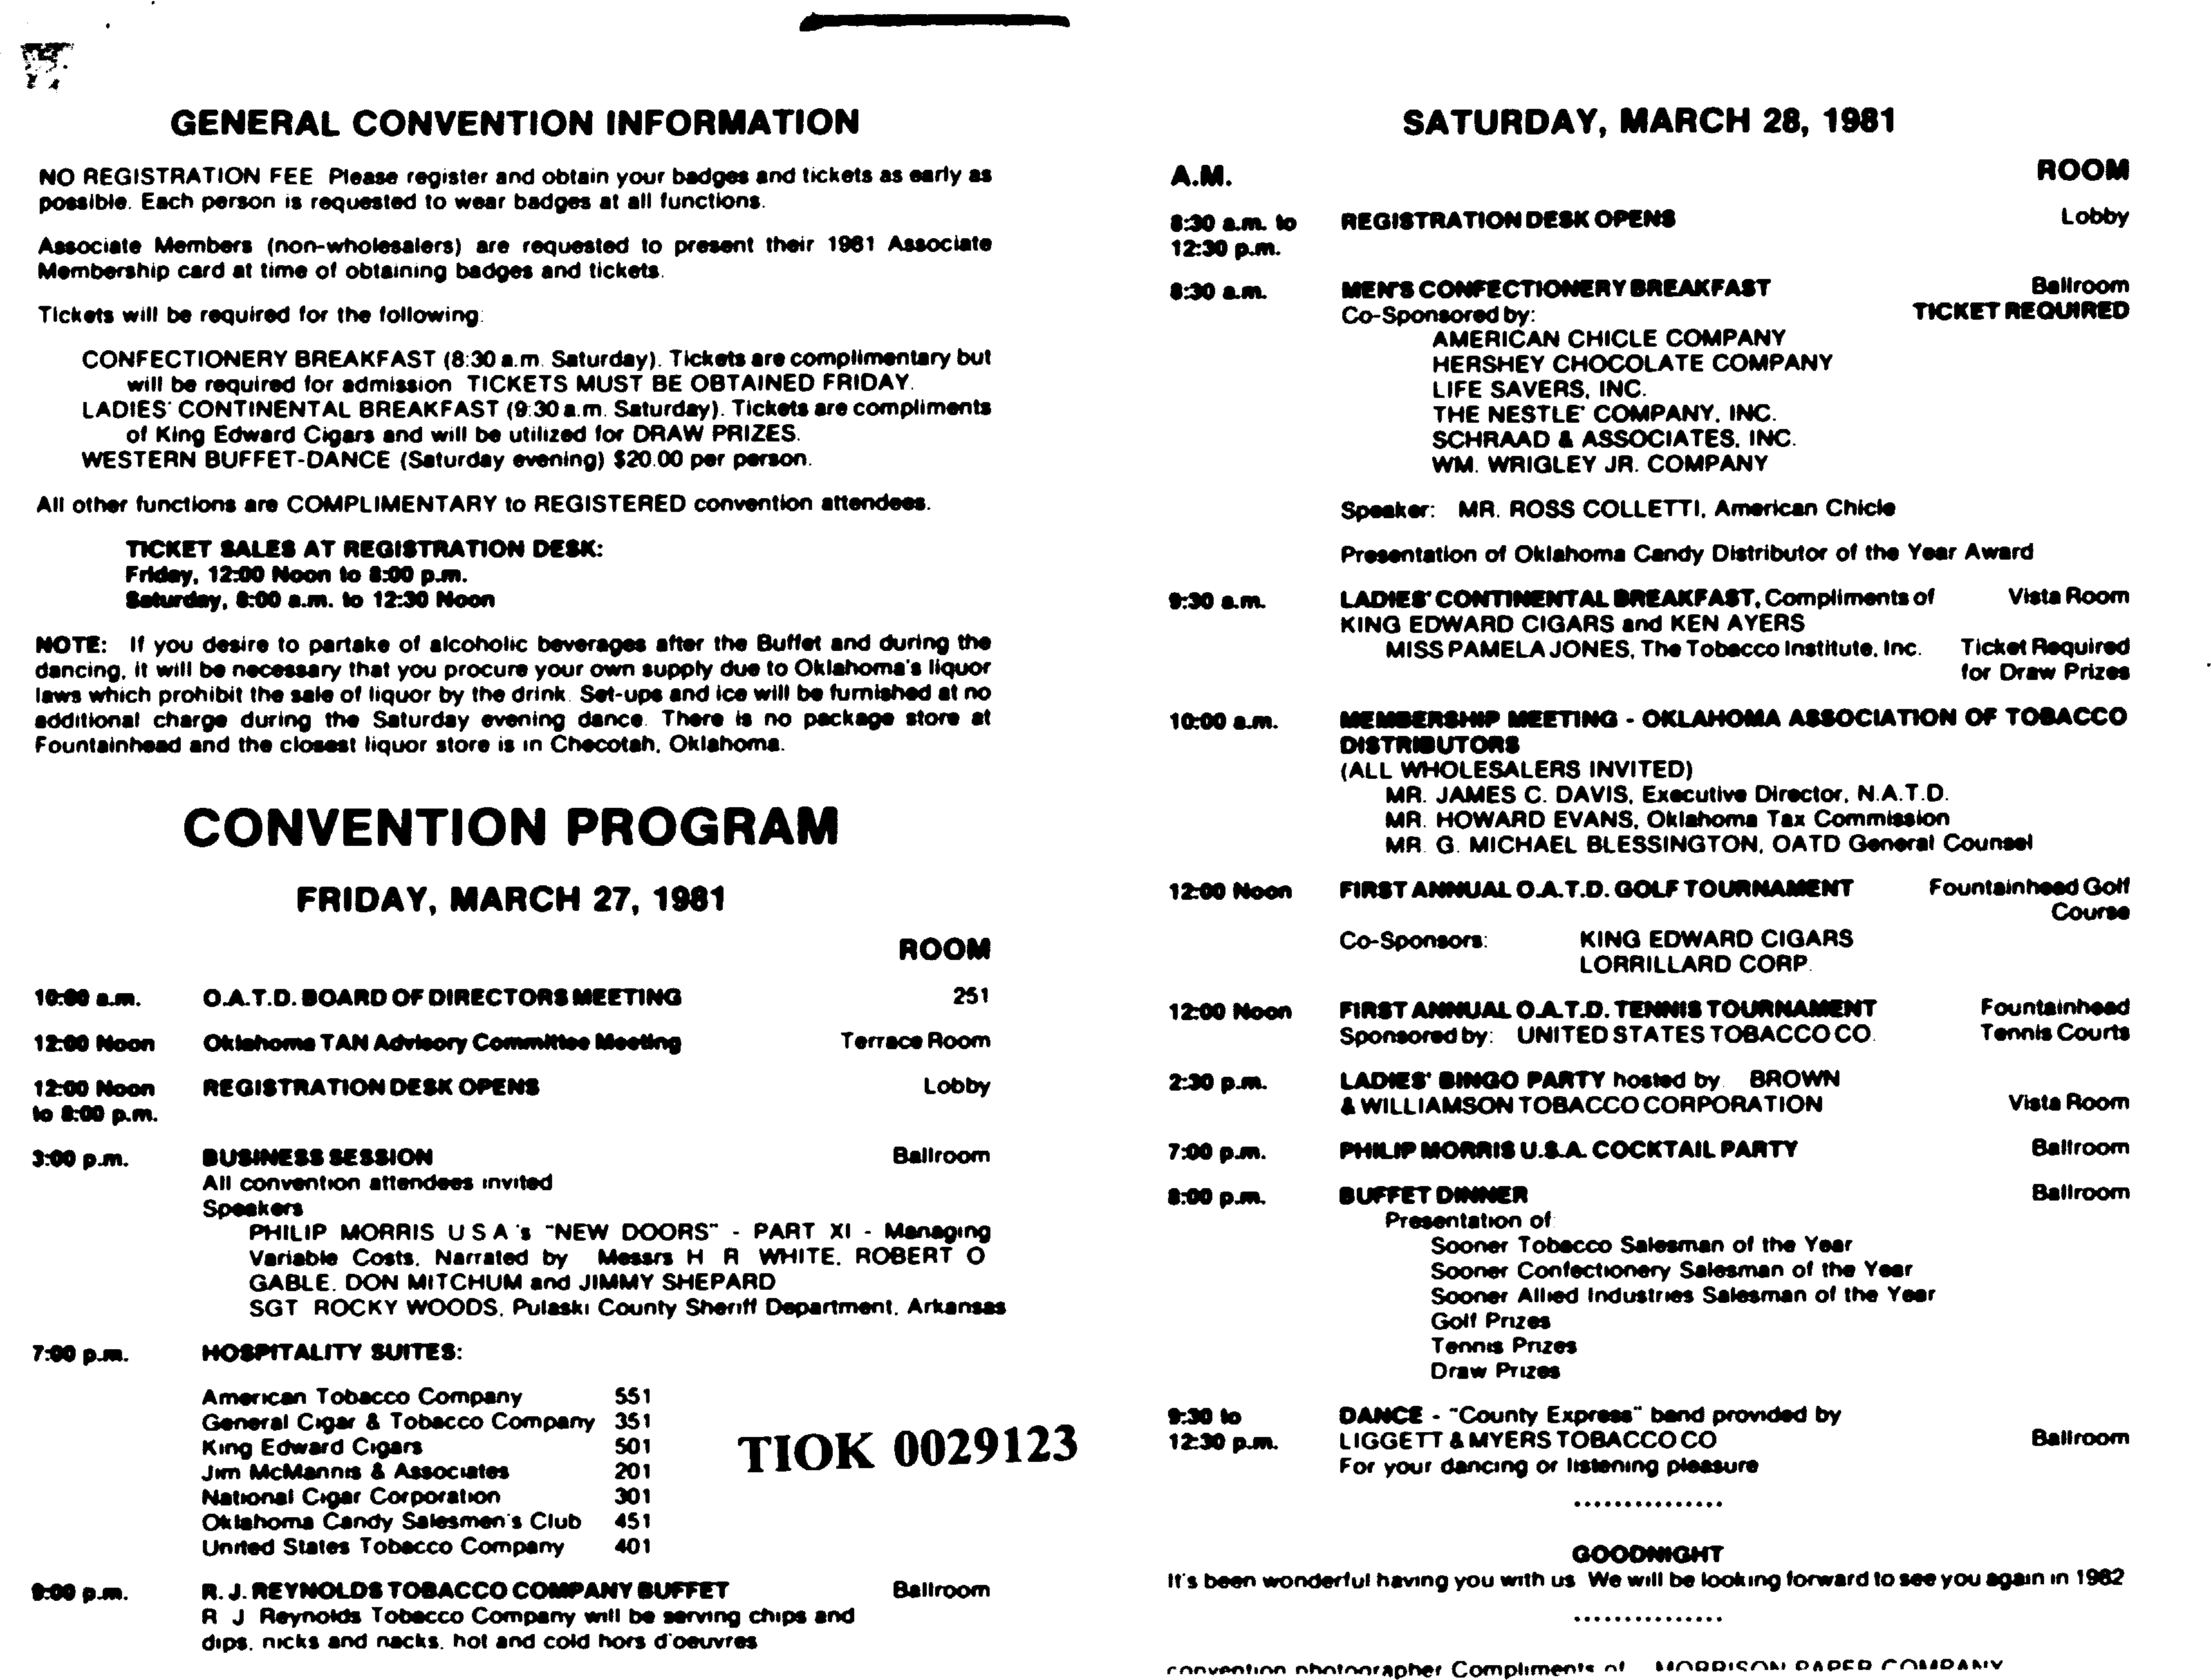 GENERAL CONVENTION INFORMATION
NO REGISTRATION FEE Please register and obtain your badges and tickets as early as
possible. Each person is requested to wear badges at all functions.
Associate Members (non-wholesalers) are requested to present their 1981 Associate
Membership card at time of obtaining badges and tickets.
Tickets will be required for the following:
CONFECTIONERY BREAKFAST (8:30 a.m. Saturday). Tickets are complimentary but
will be required for admission TICKETS MUST BE OBTAINED FRIDAY.
LADIES' CONTINENTAL BREAKFAST (9:30 a.m. Saturday). Tickets are compliments
of King Edward Cigars and will be utilized for DRAW PRIZES.
WESTERN BUFFET-DANCE (Saturday evening) $20.00 per person.
All other functions are COMPLIMENTARY to REGISTERED convention attendees.
TICKET SALES AT REGISTRATION DESK:
Friday, 12:00 Noon to 8:00 p.m.
Saturday, 8:00 a.m. to 12:30 Noon
NOTE: If you desire to partake of alcoholic beverages after the Buffet and during the
dancing, it will be necessary that you procure your own supply due to Oklahoma's liquor
laws which prohibit the sale of liquor by the drink. Set-ups and ice will be furnished at no
additional charge during the Saturday evening dance. There is no package store at
Fountainhead and the closest liquor store is in Checotah, Oklahoma.
CONVENTION PROGRAM
FRIDAY, MARCH 27, 1981
ROOM
10:00 a.m. O.A.T.D. BOARD OF DIRECTORS MEETING 251
12:00 Noon Oklahoma TAN Advisory Committee Meeting Terrace Room
12:00 Noon REGISTRATION DESK OPENS Lobby
to 8:00 p.m.
3:00 p.m. BUSINESS SESSION Ballroom
All convention attendees invited
Speakers
PHILIP MORRIS U S A 's "NEW DOORS" - PART XI - Managing
Variable Costs, Narrated by Messrs H R WHITE, ROBERT O
GABLE, DON MITCHUM and JIMMY SHEPARD
SGT ROCKY WOODS, Pulaski County Sheriff Department, Arkansas
7:00 p.m. HOSPITALITY SUITES:
American Tobacco Company 551
General Cigar & Tobacco Company 351
King Edward Cigars 501
Jim McMannis & Associates 201
National Cigar Corporation 301
Oklahoma Candy Salesmen's Club 451
United States Tobacco Company 401
TIOK 0029123
9:00 p.m. R. J. REYNOLDS TOBACCO COMPANY BUFFET Ballroom
R J Reynolds Tobacco Company will be serving chips and
dips, nicks and nacks, hot and cold hors d'oeuvres
SATURDAY, MARCH 28, 1981
A.M. ROOM
8:30 a.m. to REGISTRATION DESK OPENS Lobby
12:30 p.m.
8:30 a.m. MEN'S CONFECTIONERY BREAKFAST Ballroom
Co-Sponsored by: TICKET REQUIRED
AMERICAN CHICLE COMPANY
HERSHEY CHOCOLATE COMPANY
LIFE SAVERS, INC.
THE NESTLE' COMPANY, INC.
SCHRAAD & ASSOCIATES, INC.
WM. WRIGLEY JR. COMPANY
Speaker: MR. ROSS COLLETTI, American Chicle
Presentation of Oklahoma Candy Distributor of the Year Award
9:30 a.m. LADIES' CONTINENTAL BREAKFAST, Compliments of Vista Room
KING EDWARD CIGARS and KEN AYERS
MISS PAMELA JONES, The Tobacco Institute, Inc. Ticket Required
for Draw Prizes
10:00 a.m. MEMBERSHIP MEETING - OKLAHOMA ASSOCIATION OF TOBACCO
DISTRIBUTORS
(ALL WHOLESALERS INVITED)
MR. JAMES C. DAVIS, Executive Director, N.A.T.D.
MR. HOWARD EVANS, Oklahoma Tax Commission
MR. G. MICHAEL BLESSINGTON, OATD General Counsel
12:00 Noon FIRST ANNUAL O.A.T.D. GOLF TOURNAMENT Fountainhead Golf
Course
Co-Sponsors: KING EDWARD CIGARS
LORRILLARD CORP.
12:00 Noon FIRST ANNUAL O.A.T.D. TENNIS TOURNAMENT Fountainhead
Sponsored by: UNITED STATES TOBACCO CO. Tennis Courts
2:30 p.m. LADIES' BINGO PARTY hosted by BROWN
& WILLIAMSON TOBACCO CORPORATION Vista Room
7:00 p.m. PHILIP MORRIS U.S.A. COCKTAIL PARTY Ballroom
8:00 p.m. BUFFET DINNER Ballroom
Presentation of
Sooner Tobacco Salesman of the Year
Sooner Confectionery Salesman of the Year
Sooner Allied Industries Salesman of the Year
Golf Prizes
Tennis Prizes
Draw Prizes
9:30 to DANCE - "County Express" band provided by
12:30 p.m. LIGGETT & MYERS TOBACCO CO Ballroom
For your dancing or listening pleasure
...............
GOODNIGHT
It's been wonderful having you with us We will be looking forward to see you again in 1982
...............
convention photographer Compliments of MORRISON PAPER COMPANY